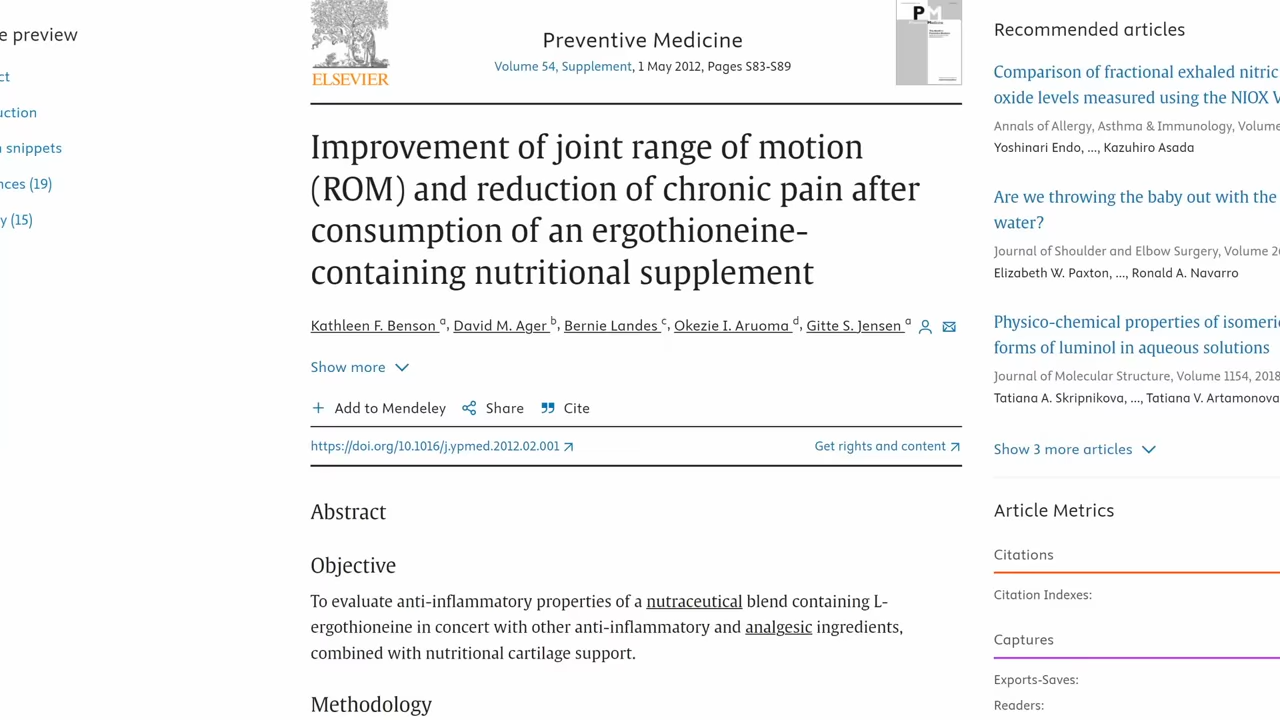 e preview
ct
uction
n snippets
nces (19)
y (15)
ELSEVIER
Preventive Medicine
Volume 54, Supplement, 1 May 2012, Pages S83-S89
PM
Medicine
Improvement of joint range of motion
(ROM) and reduction of chronic pain after
consumption of an ergothioneine-
containing nutritional supplement
Kathleen F. Benson a, David M. Ager b, Bernie Landes c, Okezie I. Aruoma d, Gitte S. Jensen a
Show more
Add to Mendeley Share Cite
https://doi.org/10.1016/j.ypmed.2012.02.001 Get rights and content
Abstract
Objective
To evaluate anti-inflammatory properties of a nutraceutical blend containing L-
ergothioneine in concert with other anti-inflammatory and analgesic ingredients,
combined with nutritional cartilage support.
Methodology
Recommended articles
Comparison of fractional exhaled nitric
oxide levels measured using the NIOX V
Annals of Allergy, Asthma & Immunology, Volume
Yoshinari Endo, ..., Kazuhiro Asada
Are we throwing the baby out with the
water?
Journal of Shoulder and Elbow Surgery, Volume 2
Elizabeth W. Paxton, ..., Ronald A. Navarro
Physico-chemical properties of isomeri
forms of luminol in aqueous solutions
Journal of Molecular Structure, Volume 1154, 2018
Tatiana A. Skripnikova, ..., Tatiana V. Artamonova
Show 3 more articles
Article Metrics
Citations
Citation Indexes:
Captures
Exports-Saves:
Readers: